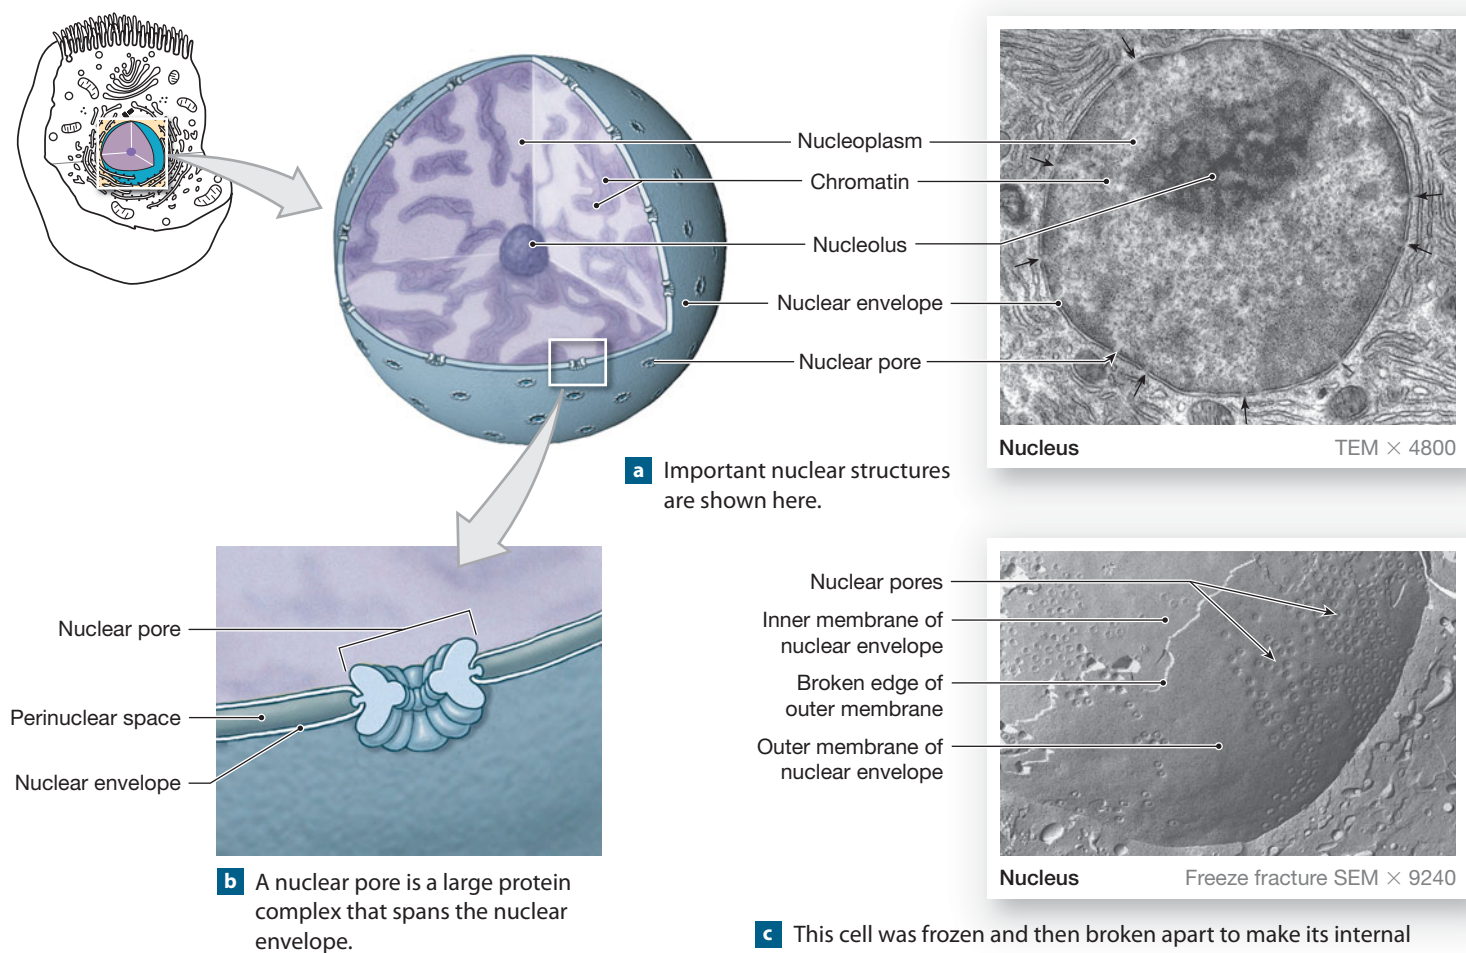 Nucleoplasm
Chromatin
Nucleolus
Nuclear envelope
Nuclear pore
Nucleus
TEM × 4800
a Important nuclear structures
are shown here.
Nuclear pore
Perinuclear space
Nuclear envelope
b A nuclear pore is a large protein
complex that spans the nuclear
envelope.
Nuclear pores
Inner membrane of
nuclear envelope
Broken edge of
outer membrane
Outer membrane of
nuclear envelope
Nucleus
Freeze fracture SEM × 9240
c This cell was frozen and then broken apart to make its internal